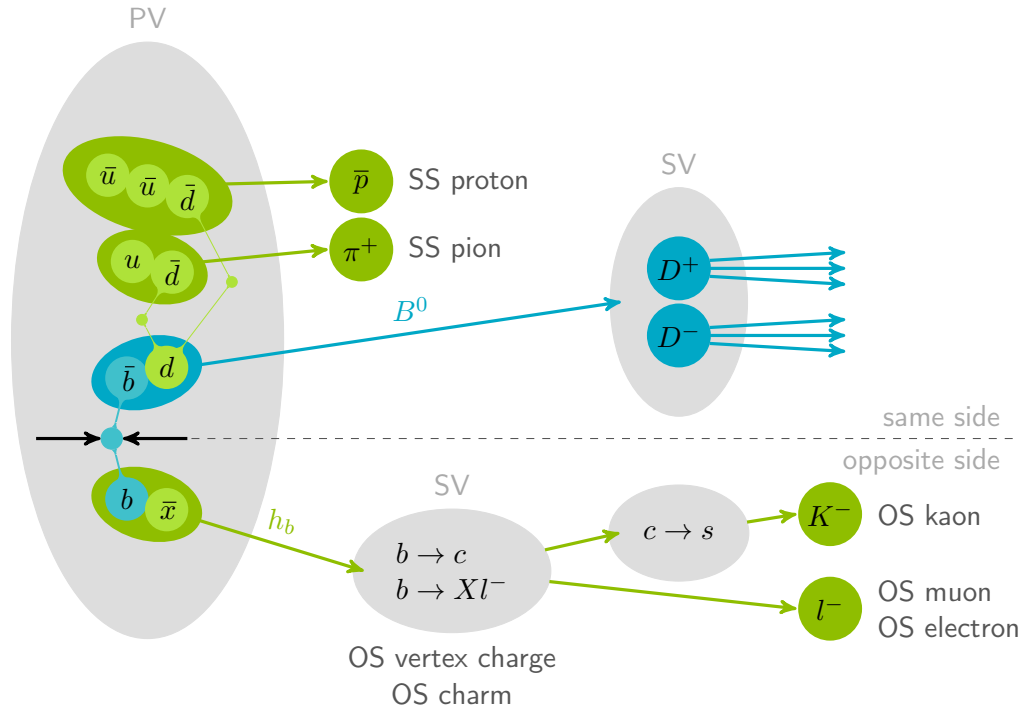 PV
ū ū d̄
p̄
SS proton
u d̄
π⁺
SS pion
SV
D⁺
D⁻
B⁰
b̄ d
same side
opposite side
b x̄
h_b
SV
b → c
b → Xl⁻
c → s
K⁻
OS kaon
l⁻
OS muon
OS electron
OS vertex charge
OS charm